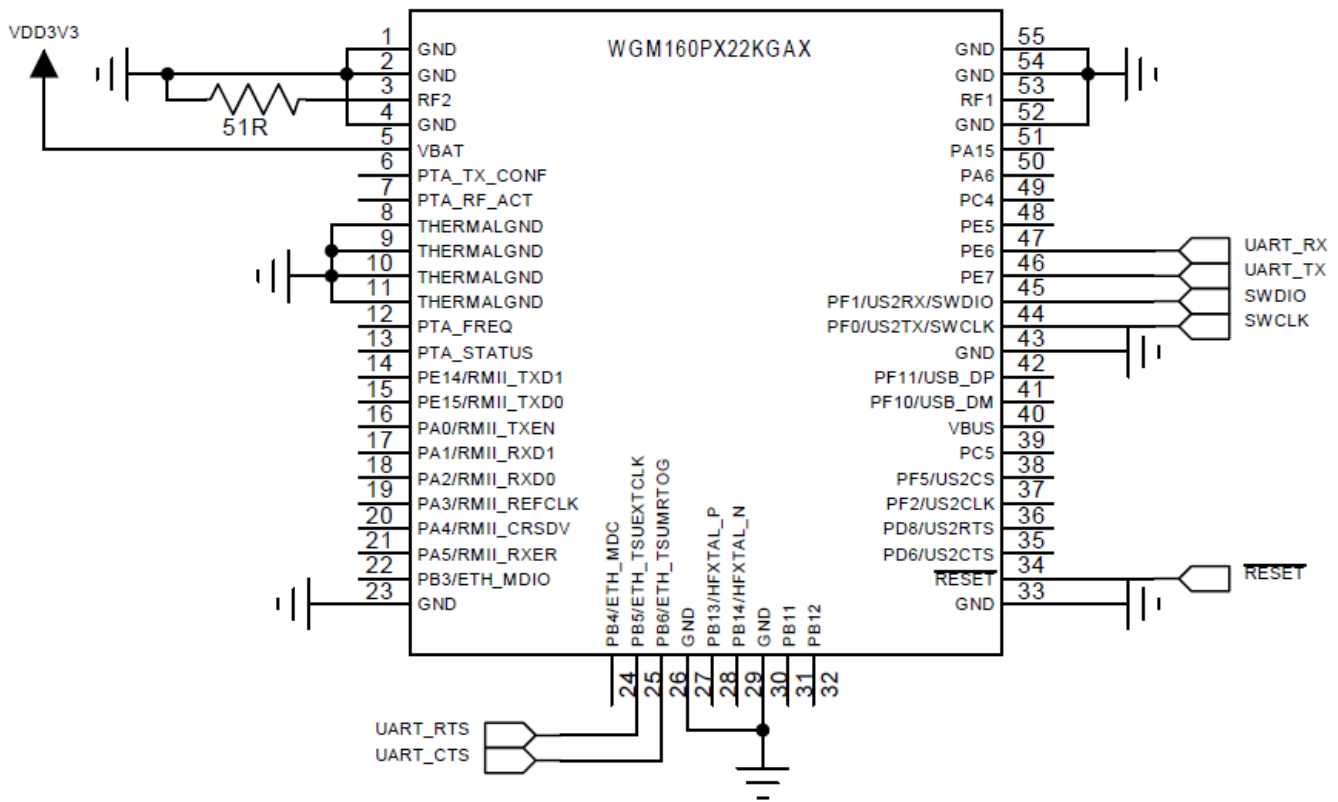 VDD3V3
WGM160PX22KGAX
51R
1 GND
2 GND
3 RF2
4 GND
5 VBAT
6 PTA_TX_CONF
7 PTA_RF_ACT
8 THERMALGND
9 THERMALGND
10 THERMALGND
11 THERMALGND
12 PTA_FREQ
13 PTA_STATUS
14 PE14/RMII_TXD1
15 PE15/RMII_TXD0
16 PA0/RMII_TXEN
17 PA1/RMII_RXD1
18 PA2/RMII_RXD0
19 PA3/RMII_REFCLK
20 PA4/RMII_CRSDV
21 PA5/RMII_RXER
22 PB3/ETH_MDIO
23 GND
PB4/ETH_MDC 24
PB5/ETH_TSUEXTCLK 25
PB6/ETH_TSUMRTOG 26
GND 27
PB13/HFXTAL_P 28
PB14/HFXTAL_N 29
GND 30
PB11 31
PB12 32
UART_RTS
UART_CTS
GND 55
GND 54
RF1 53
GND 52
PA15 51
PA6 50
PC4 49
PE5 48
PE6 47 UART_RX
PE7 46 UART_TX
PF1/US2RX/SWDIO 45 SWDIO
PF0/US2TX/SWCLK 44 SWCLK
GND 43
PF11/USB_DP 42
PF10/USB_DM 41
VBUS 40
PC5 39
PF5/US2CS 38
PF2/US2CLK 37
PD8/US2RTS 36
PD6/US2CTS 35
RESET 34 RESET
GND 33